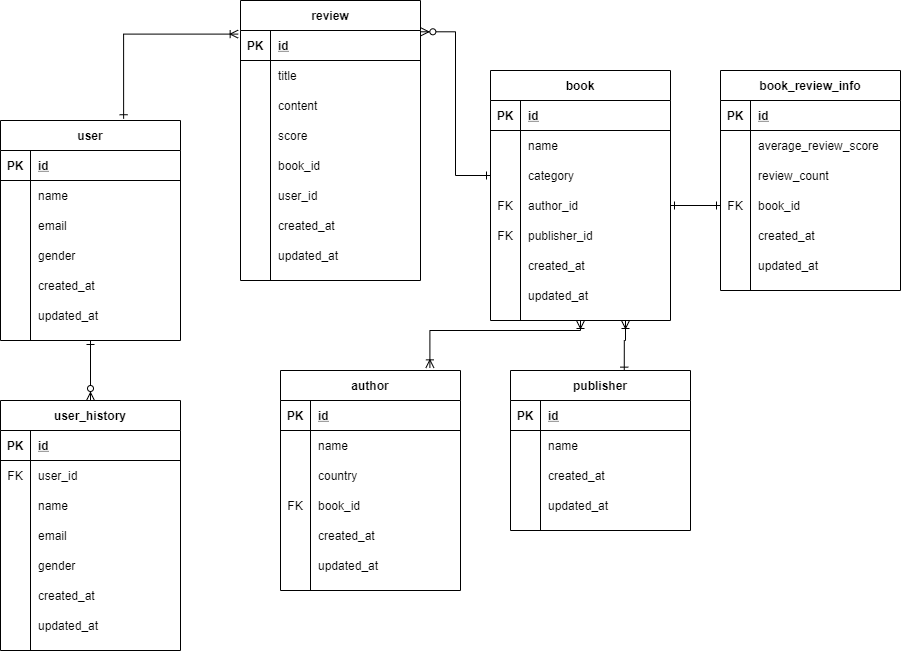 review
PK id
title
content
score
book_id
user_id
created_at
updated_at
user
PK id
name
email
gender
created_at
updated_at
book
PK id
name
category
FK author_id
FK publisher_id
created_at
updated_at
book_review_info
PK id
average_review_score
review_count
FK book_id
created_at
updated_at
user_history
PK id
FK user_id
name
email
gender
created_at
updated_at
author
PK id
name
country
FK book_id
created_at
updated_at
publisher
PK id
name
created_at
updated_at